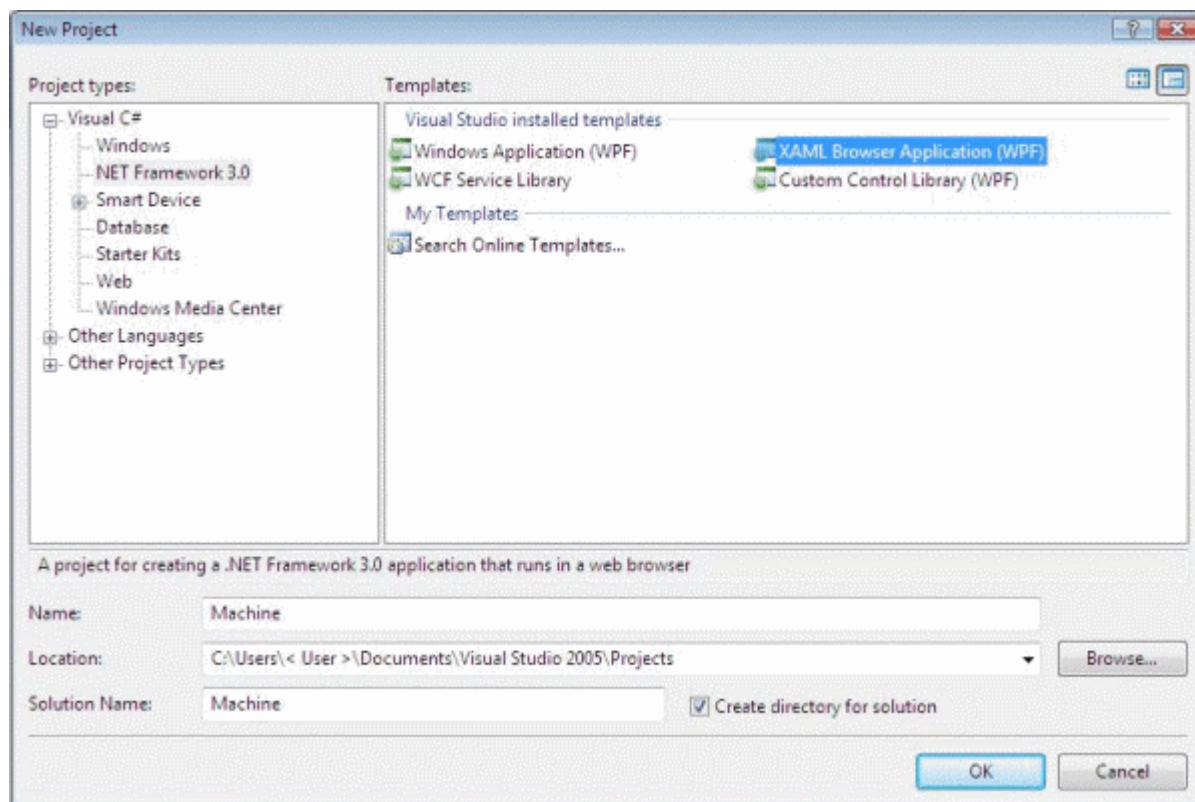 New Project
Project types:
Templates:
Visual C#
Windows
NET Framework 3.0
Smart Device
Database
Starter Kits
Web
Windows Media Center
Other Languages
Other Project Types
Visual Studio installed templates
Windows Application (WPF)
XAML Browser Application (WPF)
WCF Service Library
Custom Control Library (WPF)
My Templates
Search Online Templates...
A project for creating a .NET Framework 3.0 application that runs in a web browser
Name:
Machine
Location:
C:\Users\< User >\Documents\Visual Studio 2005\Projects
Browse...
Solution Name:
Machine
Create directory for solution
OK
Cancel